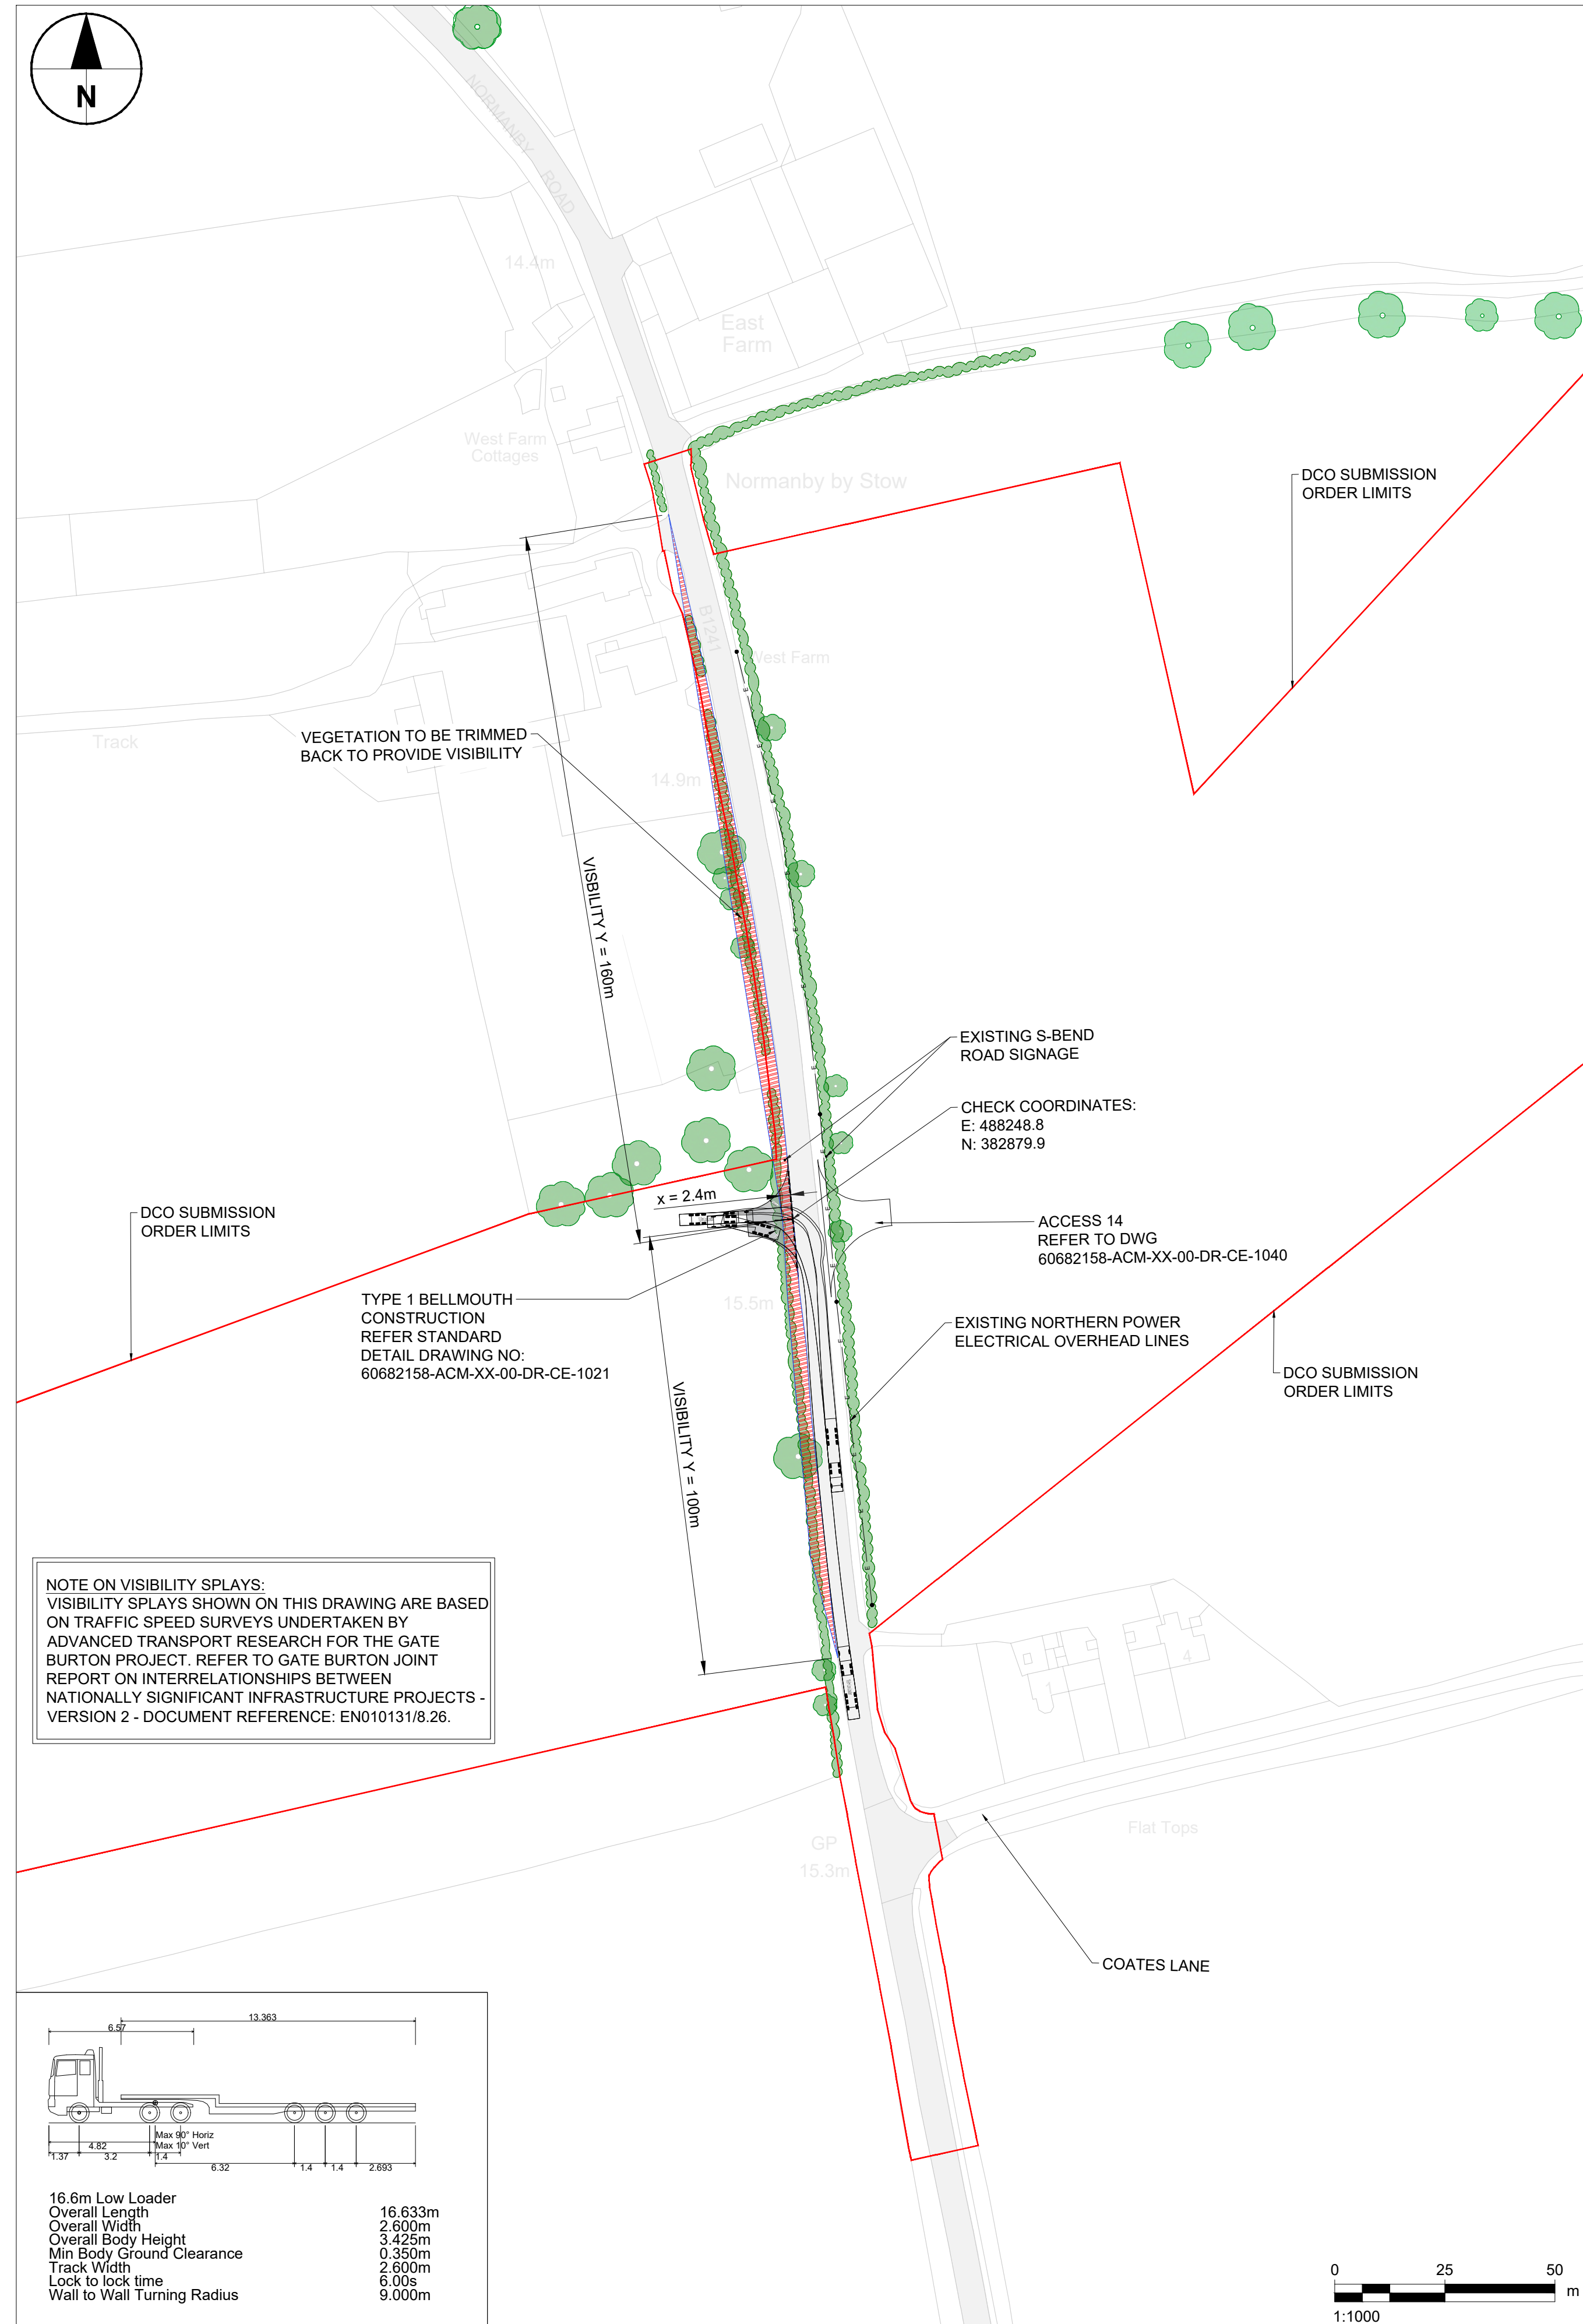 N
NORMANBY ROAD
14.4m
East
Farm
West Farm
Cottages
Normanby by Stow
DCO SUBMISSION
ORDER LIMITS
B1241
West Farm
Track
VEGETATION TO BE TRIMMED
BACK TO PROVIDE VISIBILITY
14.9m
VISBILITY Y = 160m
EXISTING S-BEND
ROAD SIGNAGE
CHECK COORDINATES:
E: 488248.8
N: 382879.9
x = 2.4m
DCO SUBMISSION
ORDER LIMITS
ACCESS 14
REFER TO DWG
60682158-ACM-XX-00-DR-CE-1040
TYPE 1 BELLMOUTH
CONSTRUCTION
REFER STANDARD
DETAIL DRAWING NO:
60682158-ACM-XX-00-DR-CE-1021
15.5m
EXISTING NORTHERN POWER
ELECTRICAL OVERHEAD LINES
DCO SUBMISSION
ORDER LIMITS
VISIBILITY Y = 100m
NOTE ON VISIBILITY SPLAYS:
VISIBILITY SPLAYS SHOWN ON THIS DRAWING ARE BASED
ON TRAFFIC SPEED SURVEYS UNDERTAKEN BY
ADVANCED TRANSPORT RESEARCH FOR THE GATE
BURTON PROJECT. REFER TO GATE BURTON JOINT
REPORT ON INTERRELATIONSHIPS BETWEEN
NATIONALLY SIGNIFICANT INFRASTRUCTURE PROJECTS -
VERSION 2 - DOCUMENT REFERENCE: EN010131/8.26.
1
4
Flat Tops
GP
15.3m
COATES LANE
13.363
6.57
Max 90° Horiz
Max 10° Vert
4.82
1.37
3.2
1.4
6.32
1.4
1.4
2.693
16.6m Low Loader
Overall Length 16.633m
Overall Width 2.600m
Overall Body Height 3.425m
Min Body Ground Clearance 0.350m
Track Width 2.600m
Lock to lock time 6.00s
Wall to Wall Turning Radius 9.000m
0 25 50
m
1:1000